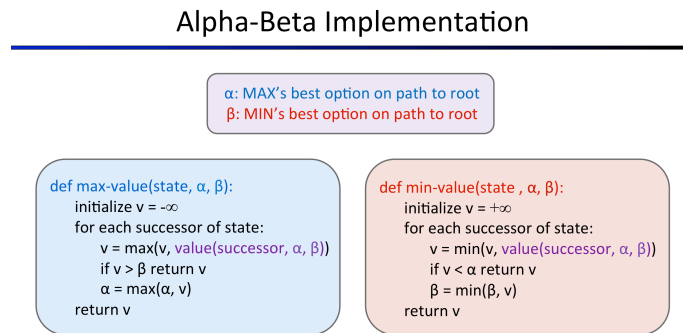 Alpha-Beta Implementation
α: MAX's best option on path to root
β: MIN's best option on path to root
def max-value(state, α, β):
initialize v = -∞
for each successor of state:
v = max(v, value(successor, α, β))
if v > β return v
α = max(α, v)
return v
def min-value(state , α, β):
initialize v = +∞
for each successor of state:
v = min(v, value(successor, α, β))
if v < α return v
β = min(β, v)
return v